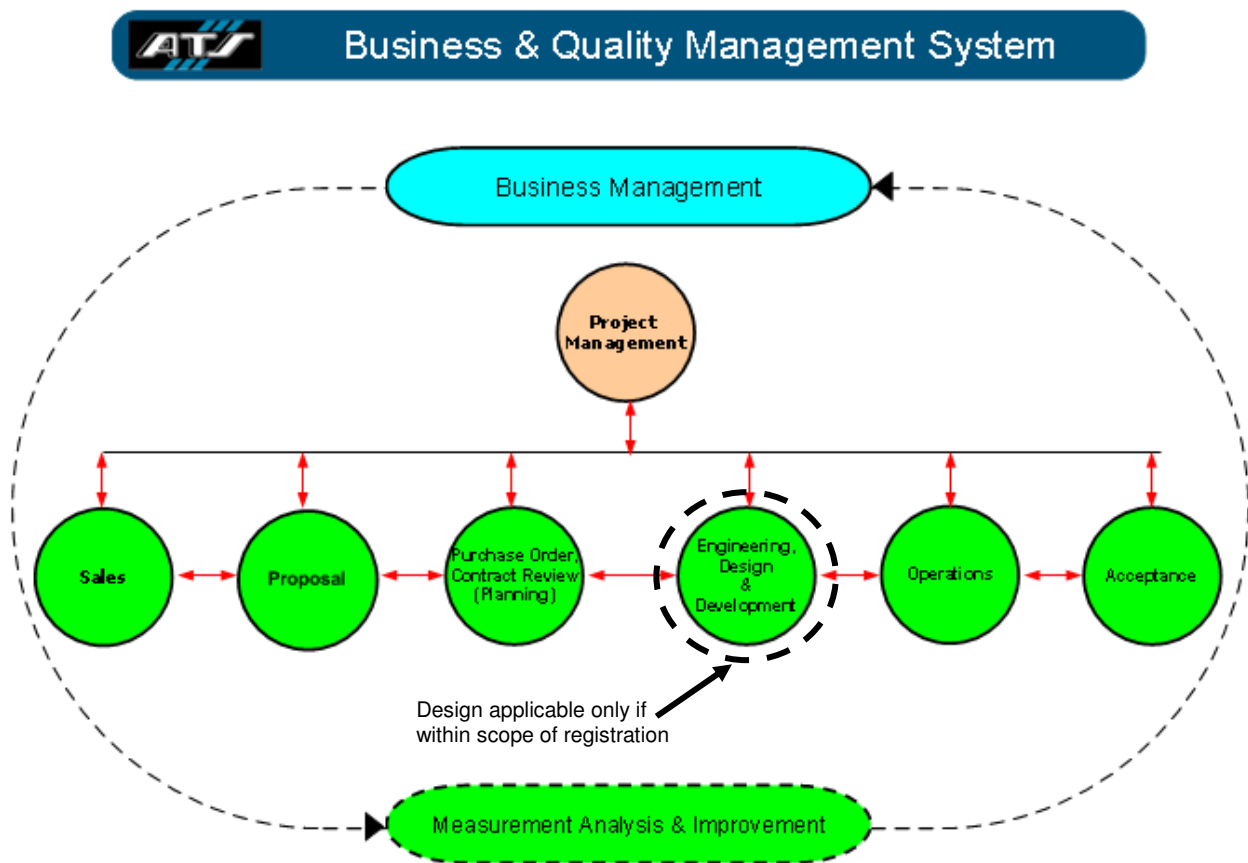 ATS Business & Quality Management System
Business Management
Project
Management
Sales
Proposal
Purchase Order,
Contract Review
(Planning)
Engineering,
Design
&
Development
Operations
Acceptance
Design applicable only if
within scope of registration
Measurement Analysis & Improvement